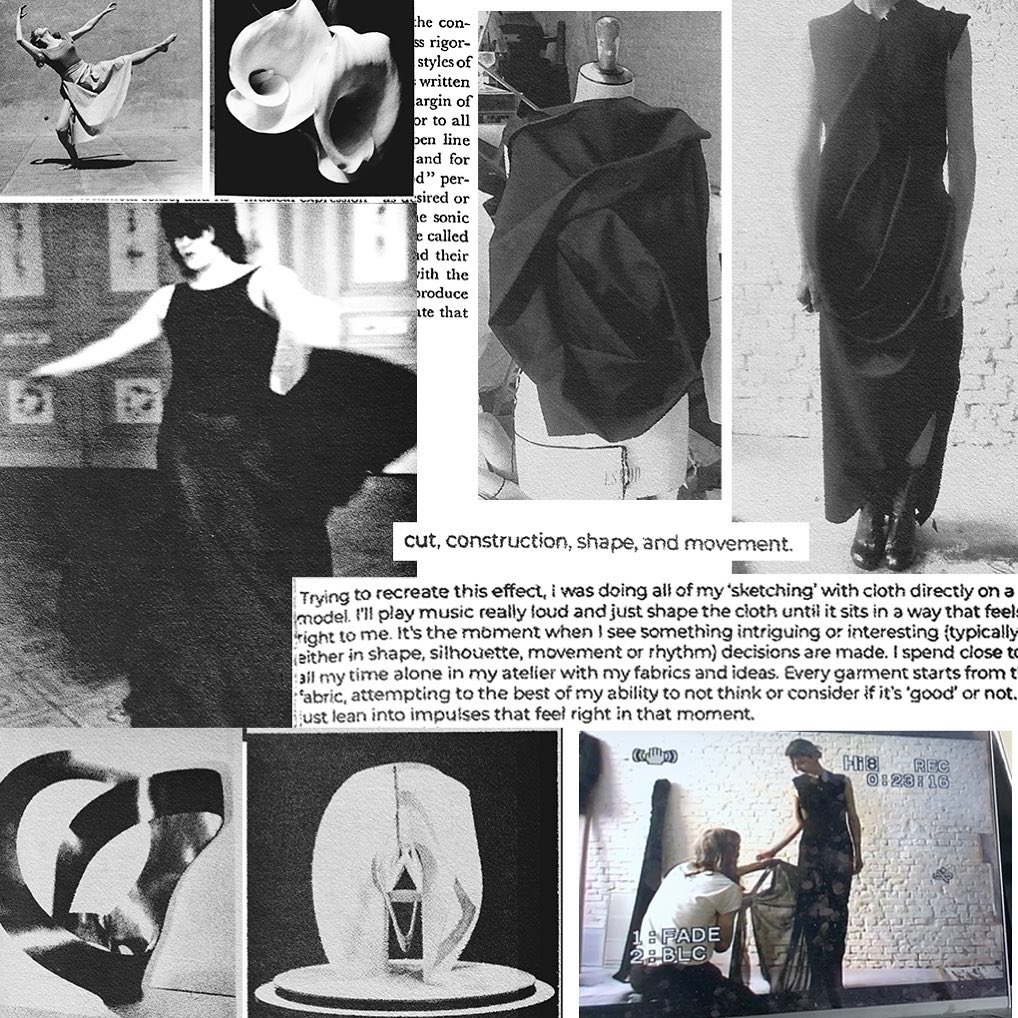 the con-
ss rigor-
styles of
written
argin of
or to all
pen line
and for
d” per-
as desired or
e sonic
e called
nd their
with the
produce
ate that
cut, construction, shape, and movement.
Trying to recreate this effect, i was doing all of my ‘sketching’ with cloth directly on a
model. I’ll play music really loud and just shape the cloth until it sits in a way that feels
right to me. It’s the moment when I see something intriguing or interesting (typically
either in shape, silhouette, movement or rhythm) decisions are made. I spend close to
all my time alone in my atelier with my fabrics and ideas. Every garment starts from t
fabric, attempting to the best of my ability to not think or consider if it’s ‘good’ or not.
ust lean into impulses that feel right in that moment.
Hi8 REC
0:23:16
1:FADE
2:BLC